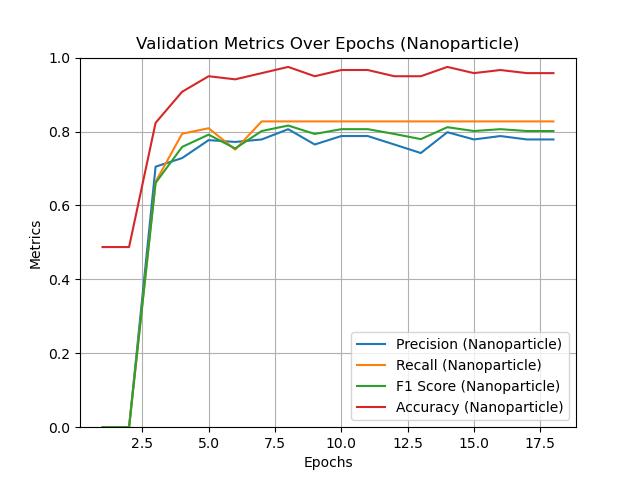 Validation Metrics Over Epochs (Nanoparticle)
1.0
0.8
0.6
0.4
0.2
0.0
Metrics
2.5 5.0 7.5 10.0 12.5 15.0 17.5
Epochs
Precision (Nanoparticle)
Recall (Nanoparticle)
F1 Score (Nanoparticle)
Accuracy (Nanoparticle)